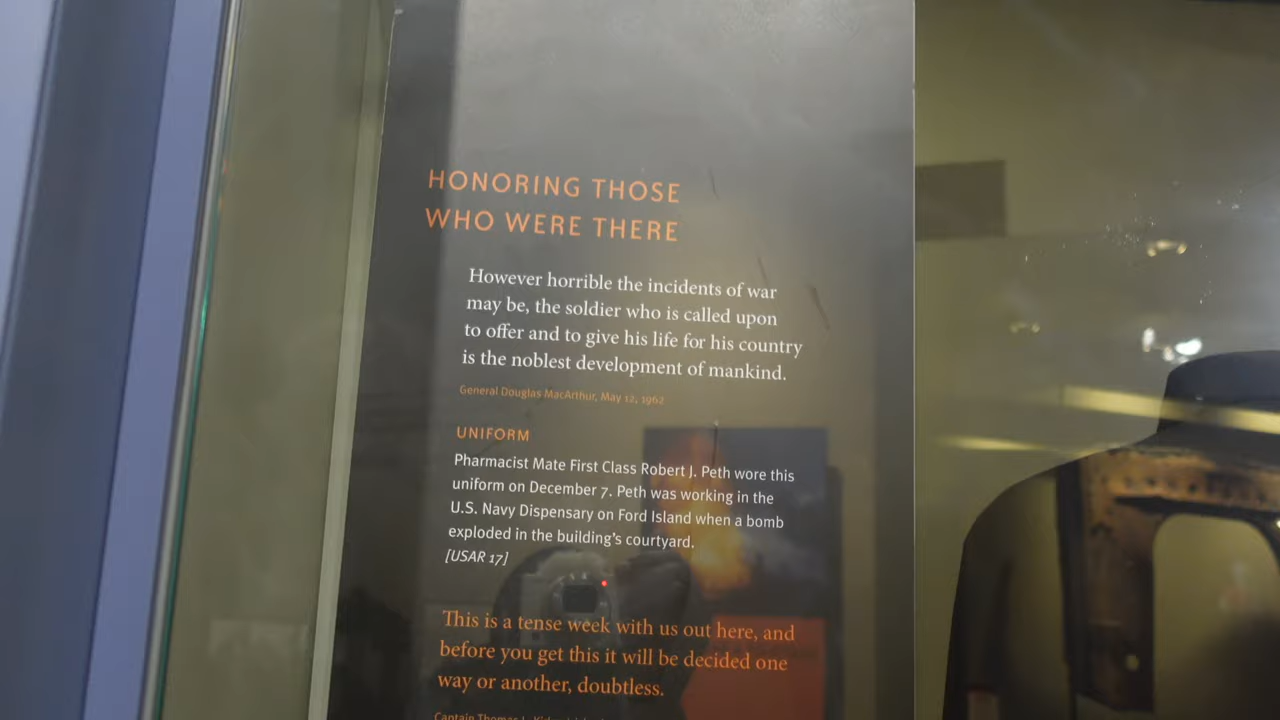 HONORING THOSE
WHO WERE THERE
However horrible the incidents of war
may be, the soldier who is called upon
to offer and to give his life for his country
is the noblest development of mankind.
General Douglas MacArthur, May 12, 1962
UNIFORM
Pharmacist Mate First Class Robert J. Peth wore this
uniform on December 7. Peth was working in the
U.S. Navy Dispensary on Ford Island when a bomb
exploded in the building's courtyard.
[USAR 17]
This is a tense week with us out here, and
before you get this it will be decided one
way or another, doubtless.
Captain Thomas